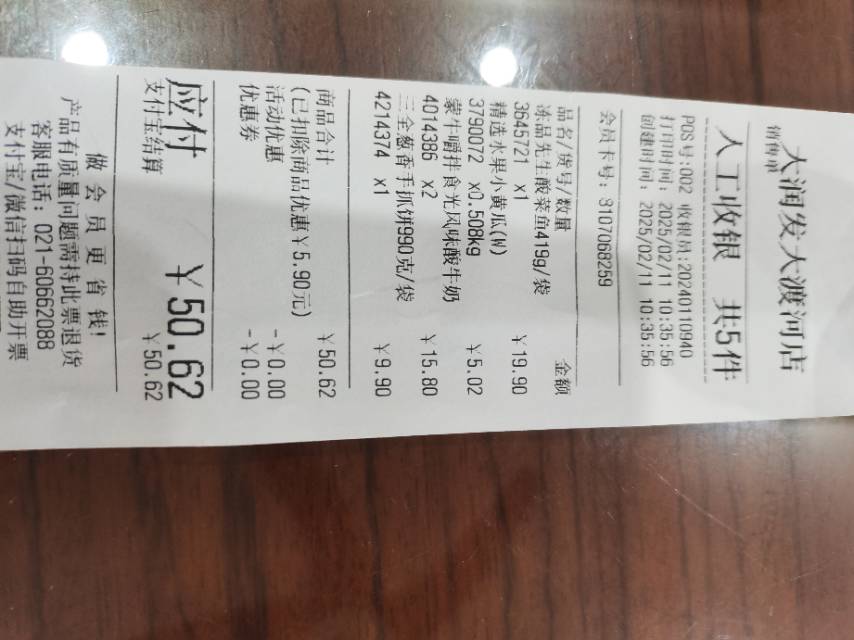 大润发大渡河店
销售单
人工收银 共5件
POS号:002 收银员:20240110940
打印时间: 2025/02/11 10:35:56
创建时间: 2025/02/11 10:35:56
会员卡号: 8107068259
品名/货号/数量 金额
冻品先生酸菜鱼419g/袋
3645721 x1 ￥19.90
精选水果小黄瓜(W)
3790072 x0.508kg ￥5.02
蒙牛嚼拌食光风味酸牛奶
4014386 x2 ￥15.80
三全葱香手抓饼990克/袋
4214374 x1 ￥9.90
商品合计 ￥50.62
(已扣除商品优惠￥5.90元)
活动优惠 -￥0.00
优惠券 -￥0.00
应付 ￥50.62
支付宝结算 ￥50.62
做会员更省钱!
产品有质量问题需持此票退货
客服电话: 021-60662088
支付宝/微信扫码自助开票